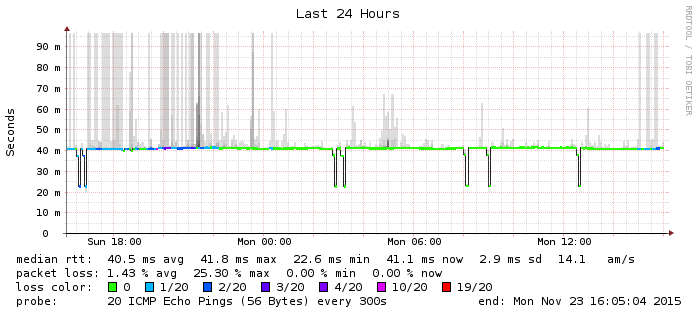 Last 24 Hours
RRDTOOL / TOBI OETIKER
Seconds
90 m
80 m
70 m
60 m
50 m
40 m
30 m
20 m
10 m
0
Sun 18:00 Mon 00:00 Mon 06:00 Mon 12:00
median rtt: 40.5 ms avg 41.8 ms max 22.6 ms min 41.1 ms now 2.9 ms sd 14.1 am/s
packet loss: 1.43 % avg 25.30 % max 0.00 % min 0.00 % now
loss color: 0 1/20 2/20 3/20 4/20 10/20 19/20
probe: 20 ICMP Echo Pings (56 Bytes) every 300s end: Mon Nov 23 16:05:04 2015